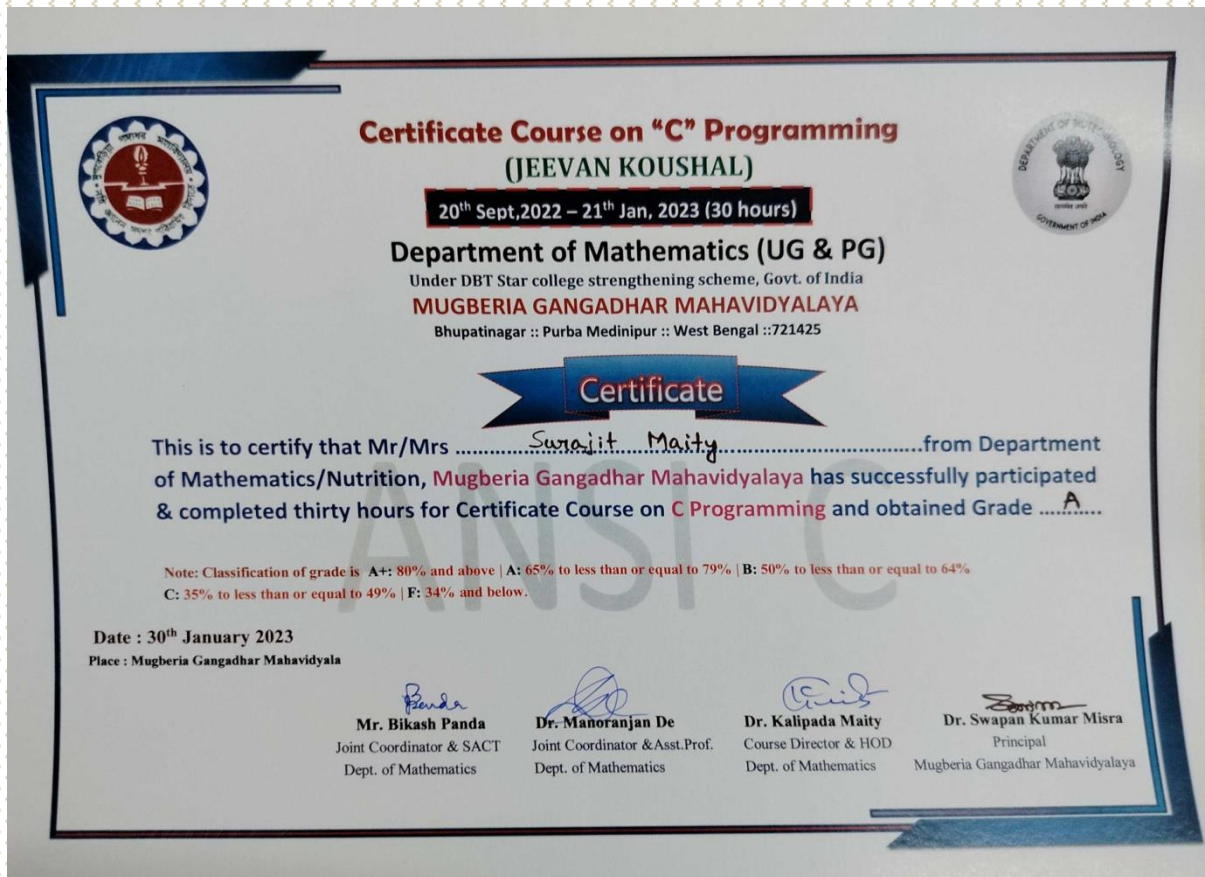 Certificate Course on “C” Programming
(JEEVAN KOUSHAL)
20th Sept,2022 – 21th Jan, 2023 (30 hours)
Department of Mathematics (UG & PG)
Under DBT Star college strengthening scheme, Govt. of India
MUGBERIA GANGADHAR MAHAVIDYALAYA
Bhupatinagar :: Purba Medinipur :: West Bengal ::721425
DEPARTMENT OF BIOTECHNOLOGY
GOVERNMENT OF INDIA
Certificate
This is to certify that Mr/Mrs ..........Surajit Maity..........from Department
of Mathematics/Nutrition, Mugberia Gangadhar Mahavidyalaya has successfully participated
& completed thirty hours for Certificate Course on C Programming and obtained Grade .....A.....
ANSI C
Note: Classification of grade is A+: 80% and above | A: 65% to less than or equal to 79% | B: 50% to less than or equal to 64%
C: 35% to less than or equal to 49% | F: 34% and below.
Date : 30th January 2023
Place : Mugberia Gangadhar Mahavidyala
Mr. Bikash Panda
Joint Coordinator & SACT
Dept. of Mathematics
Dr. Manoranjan De
Joint Coordinator &Asst.Prof.
Dept. of Mathematics
Dr. Kalipada Maity
Course Director & HOD
Dept. of Mathematics
Dr. Swapan Kumar Misra
Principal
Mugberia Gangadhar Mahavidyalaya